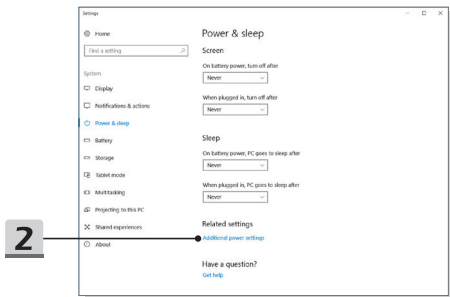 Settings
Home
Find a setting
System
Display
Notifications & actions
Power & sleep
Battery
Storage
Tablet mode
Multitasking
Projecting to this PC
Shared experiences
About
Power & sleep
Screen
On battery power, turn off after
Never
When plugged in, turn off after
Never
Sleep
On battery power, PC goes to sleep after
Never
When plugged in, PC goes to sleep after
Never
Related settings
2
Additional power settings
Have a question?
Get help